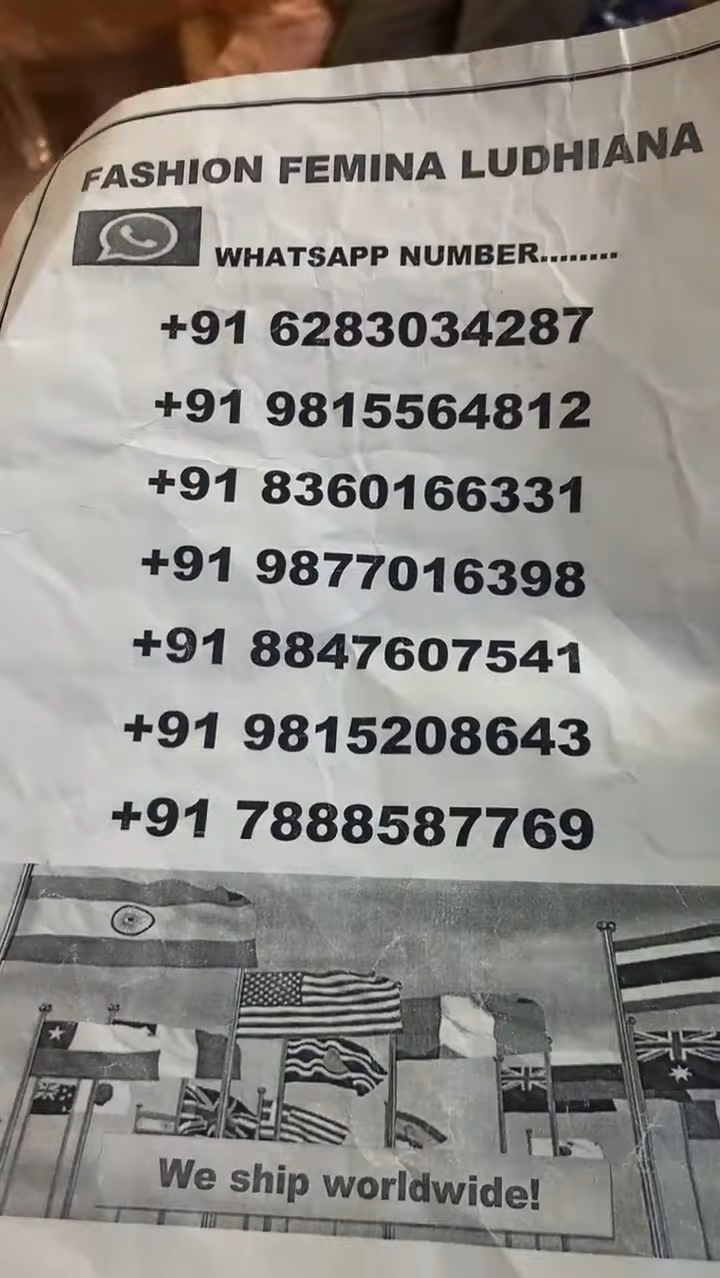 FASHION FEMINA LUDHIANA
WHATSAPP NUMBER........
+91 6283034287
+91 9815564812
+91 8360166331
+91 9877016398
+91 8847607541
+91 9815208643
+91 7888587769
We ship worldwide!